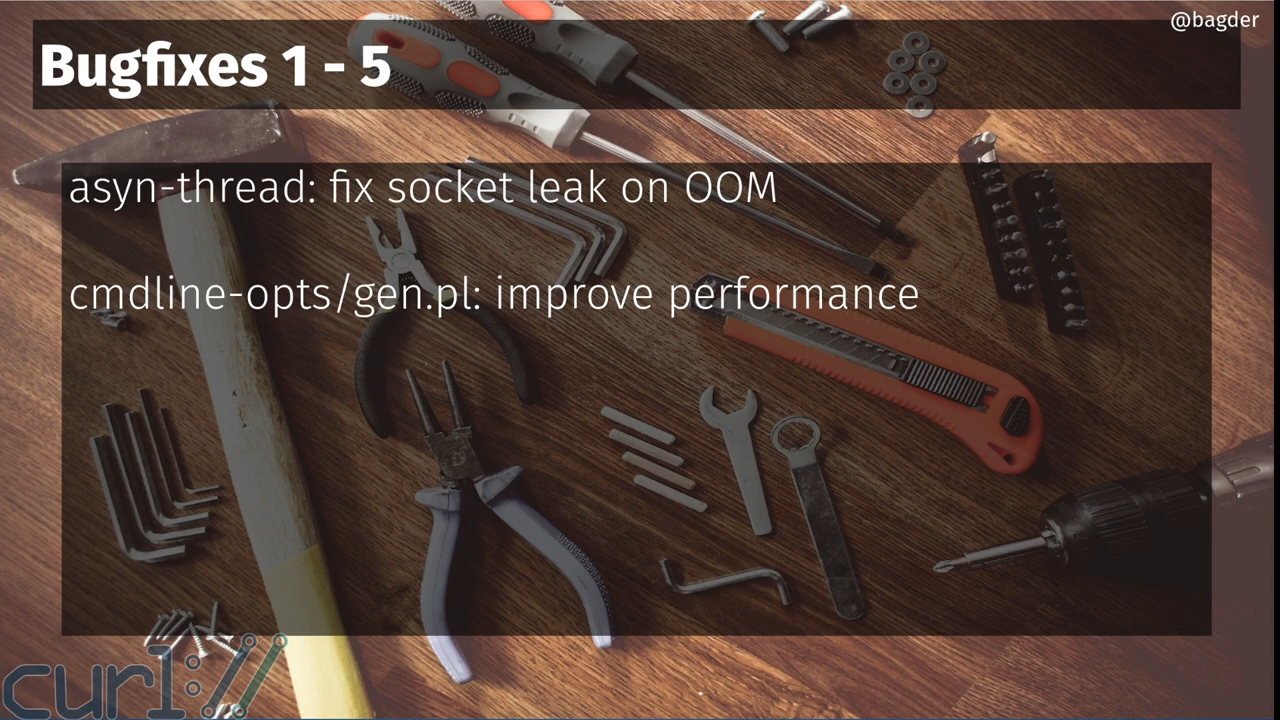 @bagder
Bugfixes 1 - 5
asyn-thread: fix socket leak on OOM
cmdline-opts/gen.pl: improve performance
curl://